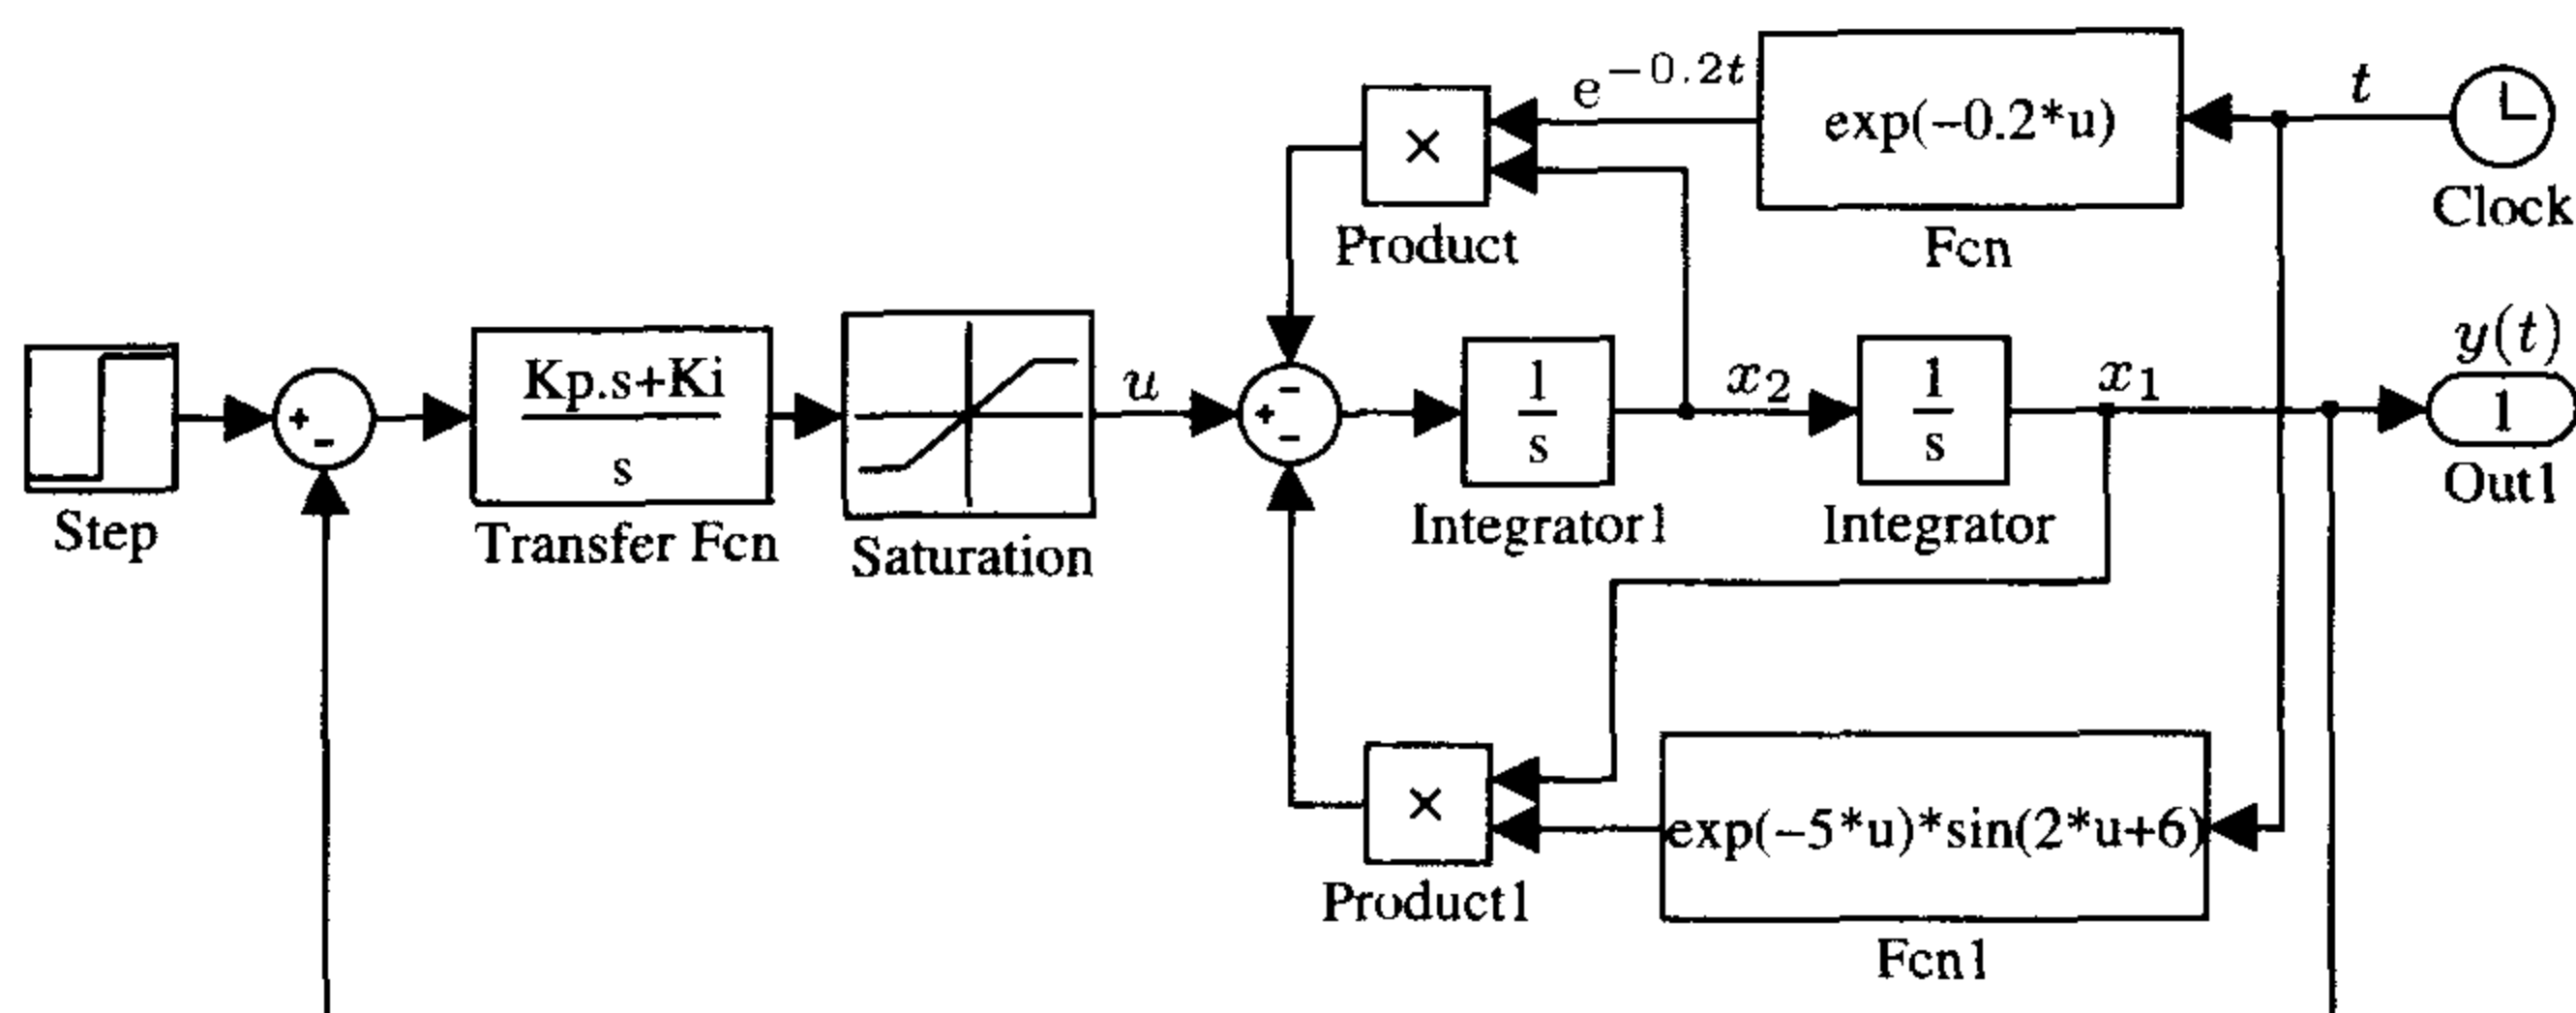 e^{-0.2t}
exp(−0.2*u)
t
×
Product
Fcn
Clock
Step
+
-
Kp.s+Ki
s
Transfer Fcn
Saturation
u
-
+
-
1
s
Integrator1
x_2
1
s
Integrator
x_1
y(t)
1
Out1
×
Product1
exp(−5*u)*sin(2*u+6)
Fcn1